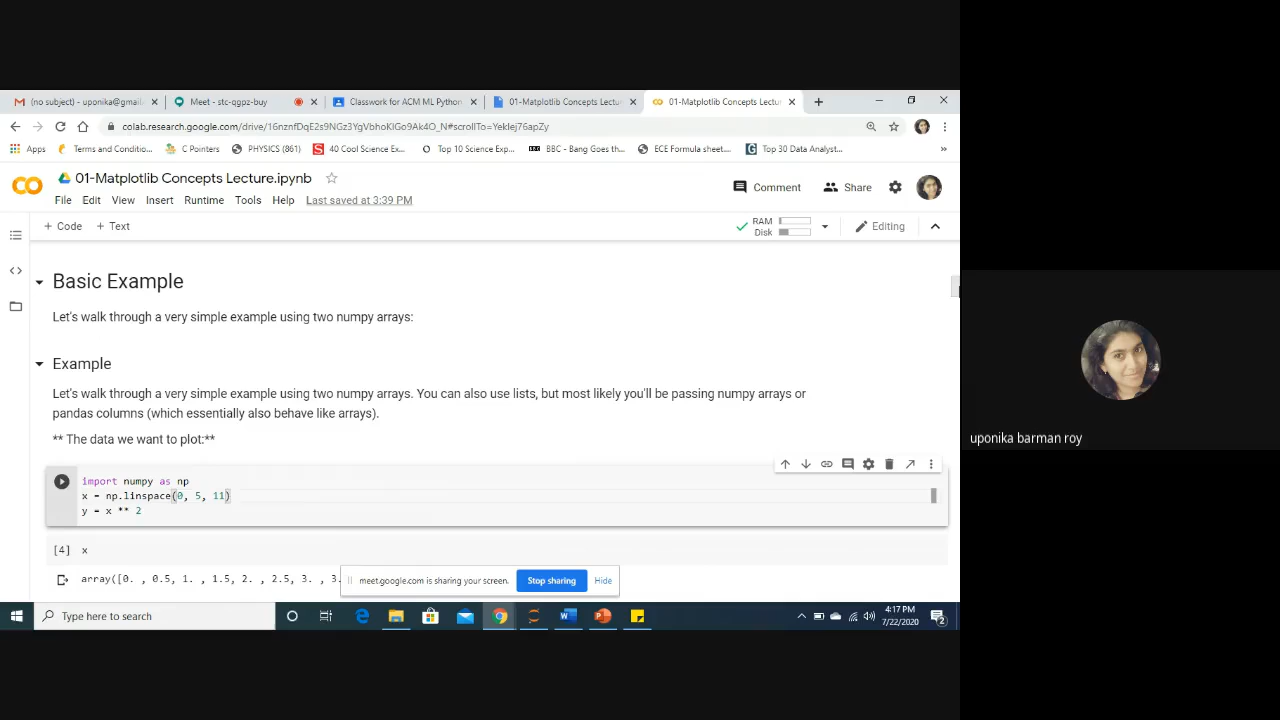 (no subject) - uponika@gmail.
Meet - stc-qgpz-buy
Classwork for ACM ML Python
01-Matplotlib Concepts Lectu
01-Matplotlib Concepts Lectu
colab.research.google.com/drive/16nznfDqE2s9NGz3YgVbhoKlGo9Ak4O_N#scrollTo=YekIej76apZy
Apps
Terms and Conditio...
C Pointers
PHYSICS (861)
40 Cool Science Ex...
Top 10 Science Exp...
BBC - Bang Goes th...
ECE Formula sheet....
Top 30 Data Analyst...
01-Matplotlib Concepts Lecture.ipynb
Comment
Share
File Edit View Insert Runtime Tools Help Last saved at 3:39 PM
+ Code + Text
RAM
Disk
Editing
Basic Example
Let's walk through a very simple example using two numpy arrays:
Example
Let's walk through a very simple example using two numpy arrays. You can also use lists, but most likely you'll be passing numpy arrays or
pandas columns (which essentially also behave like arrays).
** The data we want to plot:**
uponika barman roy
import numpy as np
x = np.linspace(0, 5, 11)
y = x ** 2
[4] x
array([0. , 0.5, 1. , 1.5, 2. , 2.5, 3. , 3.
meet.google.com is sharing your screen.
Stop sharing
Hide
Type here to search
4:17 PM
7/22/2020
2